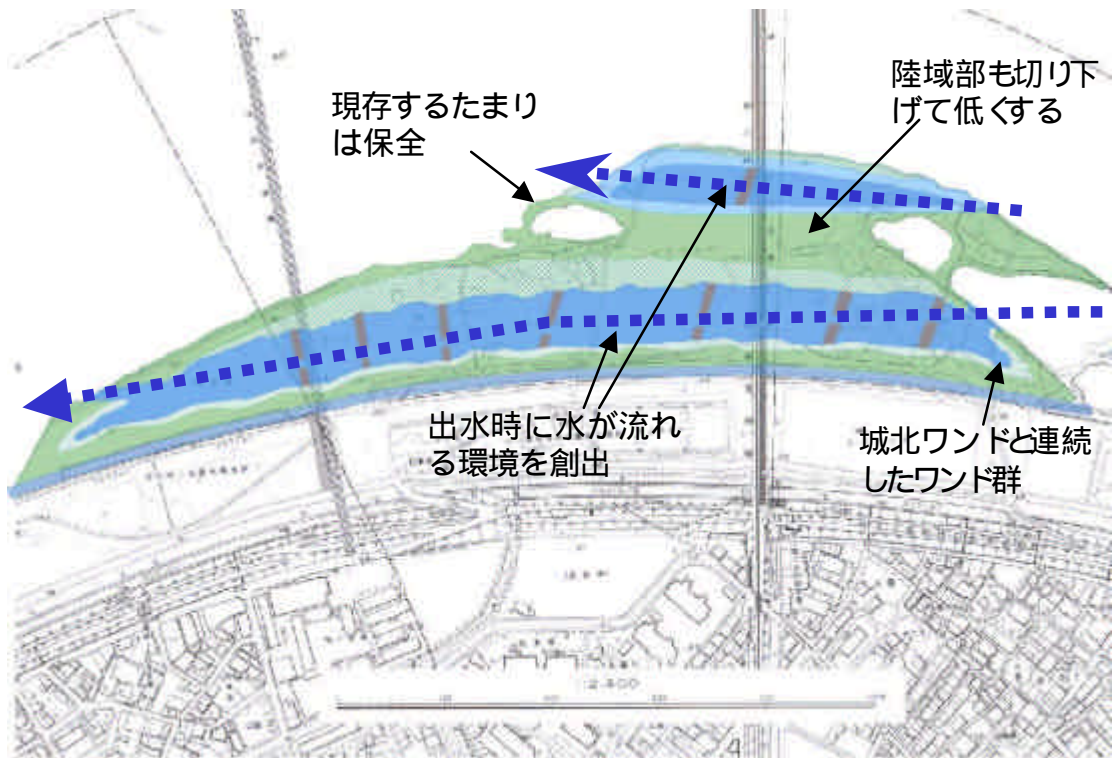 現存するたまり
は保全
陸域部も切り下
げて低くする
出水時に水が流れ
る環境を創出
城北ワンドと連続
したワンド群